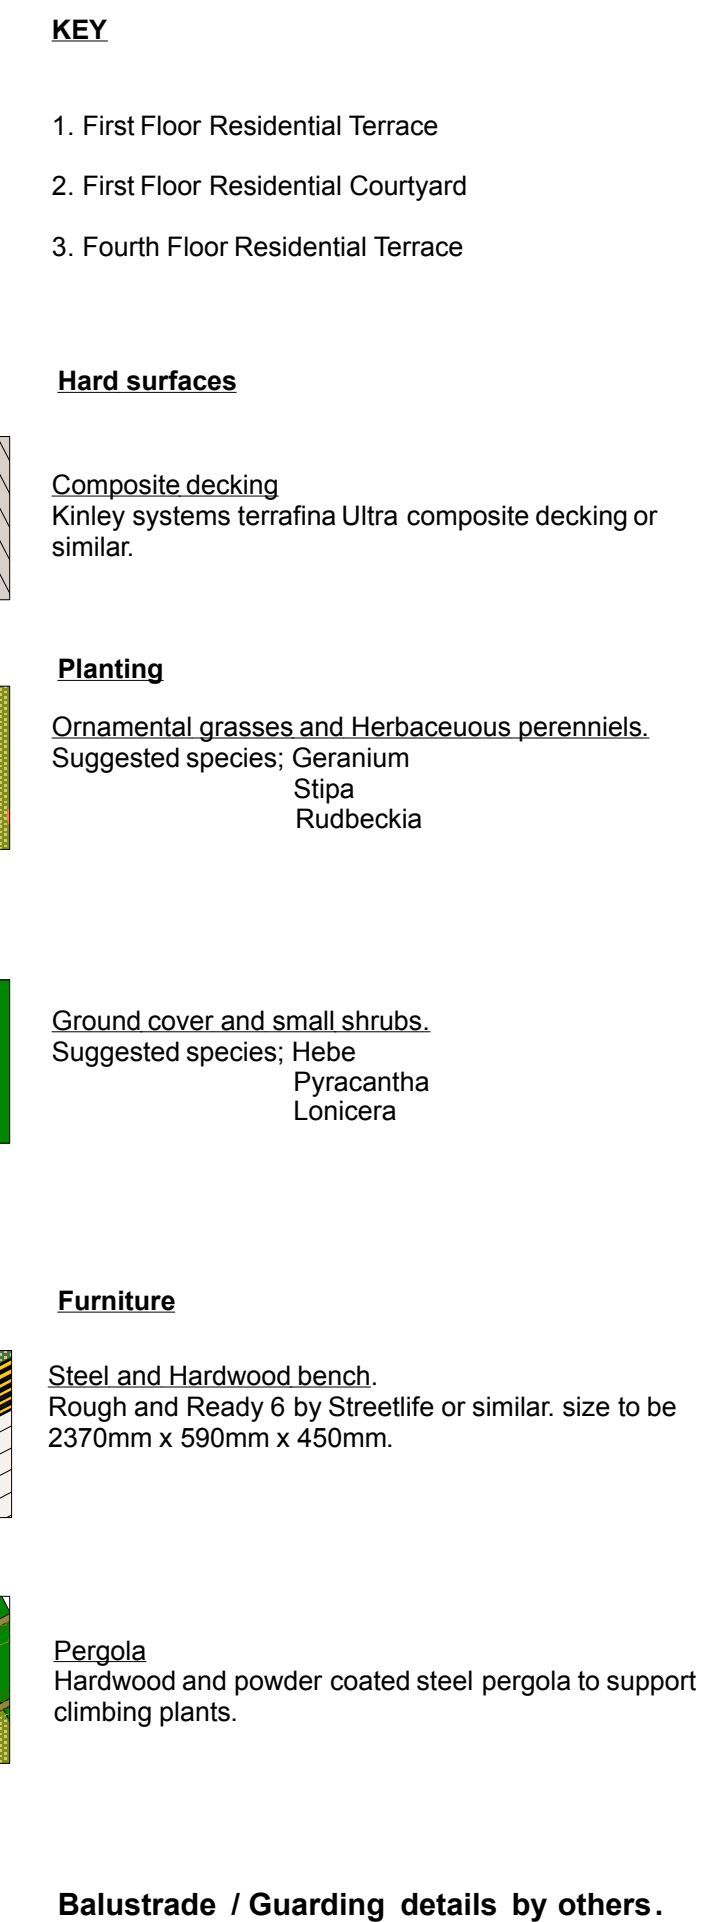 KEY
1. First Floor Residential Terrace
2. First Floor Residential Courtyard
3. Fourth Floor Residential Terrace
Hard surfaces
Composite decking
Kinley systems terrafina Ultra composite decking or
similar.
Planting
Ornamental grasses and Herbaceuous perenniels.
Suggested species; Geranium
Stipa
Rudbeckia
Ground cover and small shrubs.
Suggested species; Hebe
Pyracantha
Lonicera
Furniture
Steel and Hardwood bench.
Rough and Ready 6 by Streetlife or similar. size to be
2370mm x 590mm x 450mm.
Pergola
Hardwood and powder coated steel pergola to support
climbing plants.
Balustrade / Guarding details by others.